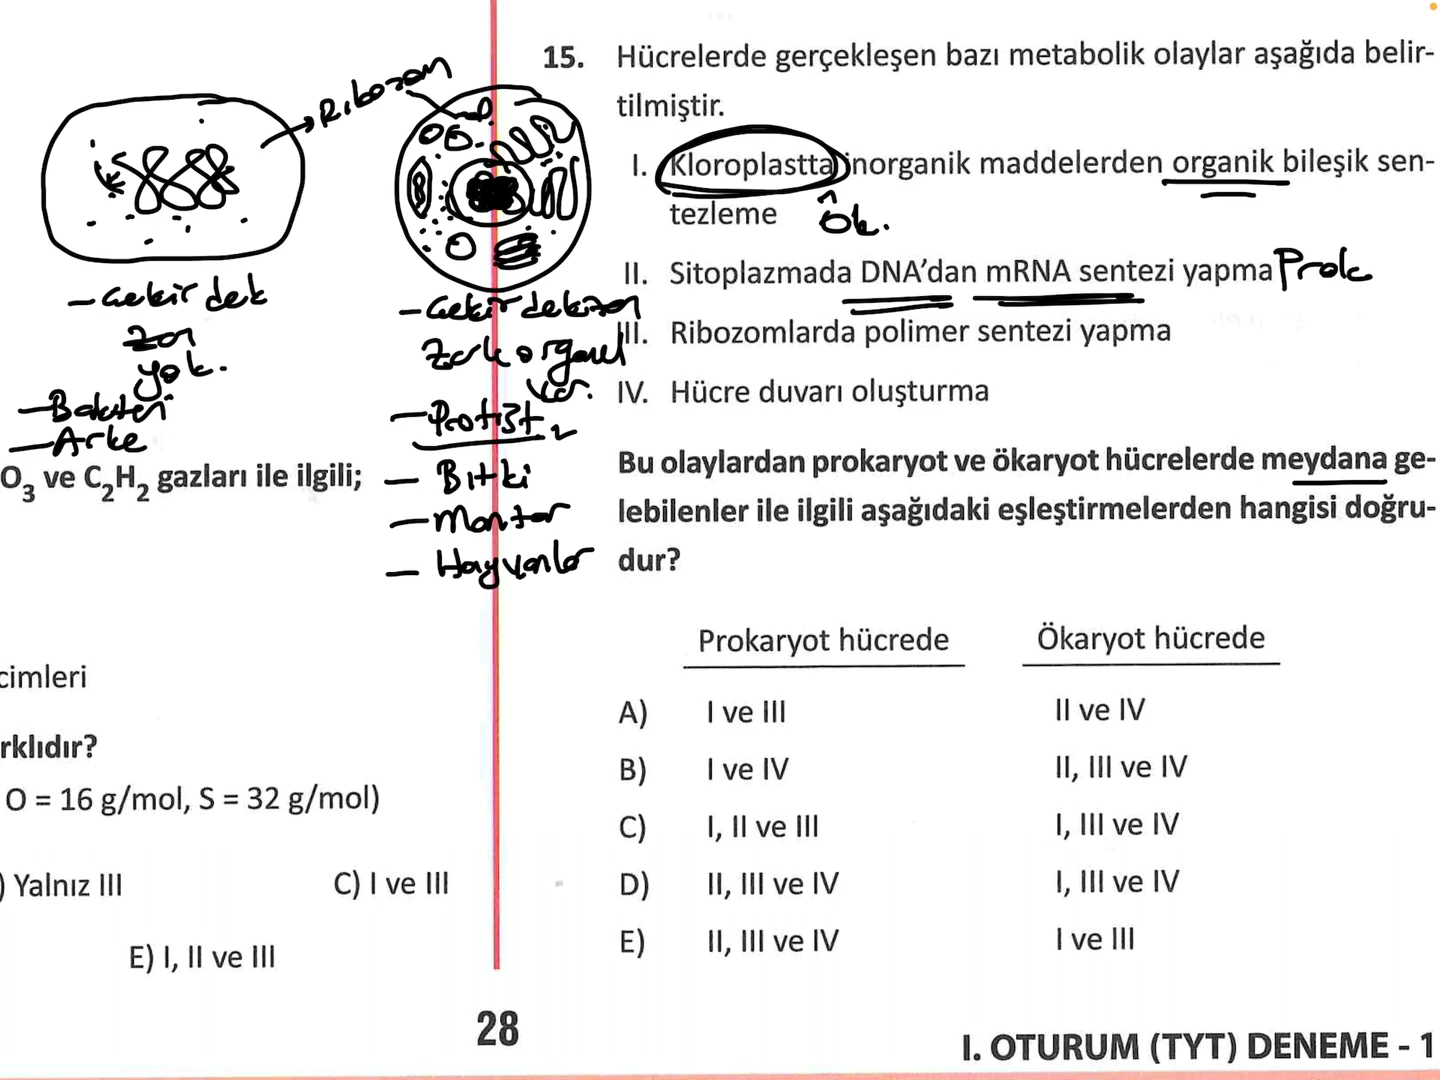 Ribozom
- Çekirdek
zarı
yok.
- Bakteri
- Arke
O3 ve C2H2 gazları ile ilgili;
cimleri
rklıdır?
O = 16 g/mol, S = 32 g/mol)
) Yalnız III
C) I ve III
E) I, II ve III
- Protist
- Bitki
- Mantar
- Hayvanlar
15. Hücrelerde gerçekleşen bazı metabolik olaylar aşağıda belir-
tilmiştir.
I. Kloroplastta inorganik maddelerden organik bileşik sen-
tezleme
Ök.
II. Sitoplazmada DNA’dan mRNA sentezi yapma Prok
III. Ribozomlarda polimer sentezi yapma
IV. Hücre duvarı oluşturma
Bu olaylardan prokaryot ve ökaryot hücrelerde meydana ge-
lebilenler ile ilgili aşağıdaki eşleştirmelerden hangisi doğru-
dur?
Prokaryot hücrede Ökaryot hücrede
A) I ve III II ve IV
B) I ve IV II, III ve IV
C) I, II ve III I, III ve IV
D) II, III ve IV I, III ve IV
E) II, III ve IV I ve III
28
I. OTURUM (TYT) DENEME - 1